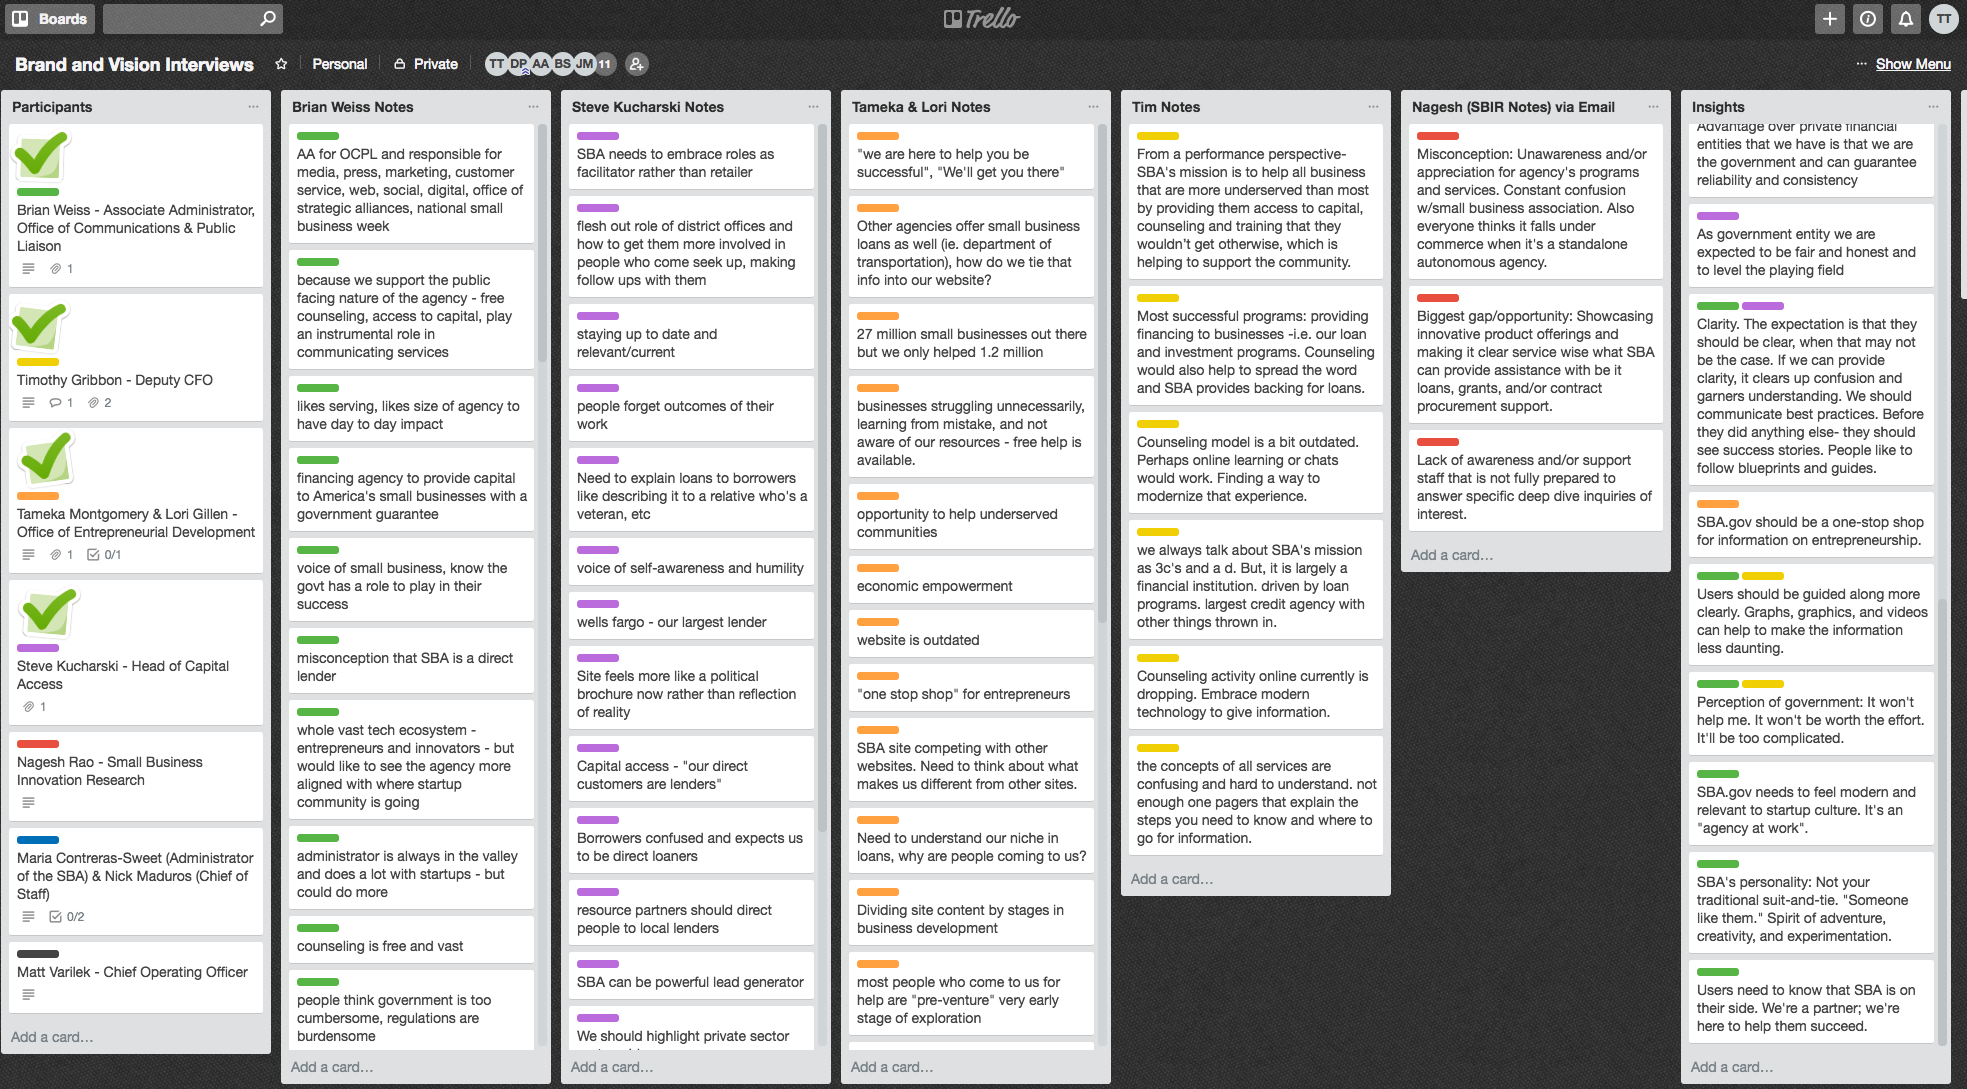 Boards
Trello
TT
Brand and Vision Interviews
Personal
Private
TT DP AA BS JM 11
... Show Menu
Participants
Brian Weiss - Associate Administrator,
Office of Communications & Public
Liaison
1
Timothy Gribbon - Deputy CFO
1 2
Tameka Montgomery & Lori Gillen -
Office of Entrepreneurial Development
1 0/1
Steve Kucharski - Head of Capital
Access
1
Nagesh Rao - Small Business
Innovation Research
Maria Contreras-Sweet (Administrator
of the SBA) & Nick Maduros (Chief of
Staff)
0/2
Matt Varilek - Chief Operating Officer
Add a card…
Brian Weiss Notes
AA for OCPL and responsible for
media, press, marketing, customer
service, web, social, digital, office of
strategic alliances, national small
business week
because we support the public
facing nature of the agency - free
counseling, access to capital, play
an instrumental role in
communicating services
likes serving, likes size of agency to
have day to day impact
financing agency to provide capital
to America's small businesses with a
government guarantee
voice of small business, know the
govt has a role to play in their
success
misconception that SBA is a direct
lender
whole vast tech ecosystem -
entrepreneurs and innovators - but
would like to see the agency more
aligned with where startup
community is going
administrator is always in the valley
and does a lot with startups - but
could do more
counseling is free and vast
people think government is too
cumbersome, regulations are
burdensome
Add a card…
Steve Kucharski Notes
SBA needs to embrace roles as
facilitator rather than retailer
flesh out role of district offices and
how to get them more involved in
people who come seek up, making
follow ups with them
staying up to date and
relevant/current
people forget outcomes of their
work
Need to explain loans to borrowers
like describing it to a relative who's a
veteran, etc
voice of self-awareness and humility
wells fargo - our largest lender
Site feels more like a political
brochure now rather than reflection
of reality
Capital access - "our direct
customers are lenders"
Borrowers confused and expects us
to be direct loaners
resource partners should direct
people to local lenders
SBA can be powerful lead generator
We should highlight private sector
Add a card…
Tameka & Lori Notes
"we are here to help you be
successful", "We'll get you there"
Other agencies offer small business
loans as well (ie. department of
transportation), how do we tie that
info into our website?
27 million small businesses out there
but we only helped 1.2 million
businesses struggling unnecessarily,
learning from mistake, and not
aware of our resources - free help is
available.
opportunity to help underserved
communities
economic empowerment
website is outdated
"one stop shop" for entrepreneurs
SBA site competing with other
websites. Need to think about what
makes us different from other sites.
Need to understand our niche in
loans, why are people coming to us?
Dividing site content by stages in
business development
most people who come to us for
help are "pre-venture" very early
stage of exploration
Add a card…
Tim Notes
From a performance perspective-
SBA's mission is to help all business
that are more underserved than most
by providing them access to capital,
counseling and training that they
wouldn't get otherwise, which is
helping to support the community.
Most successful programs: providing
financing to businesses -i.e. our loan
and investment programs. Counseling
would also help to spread the word
and SBA provides backing for loans.
Counseling model is a bit outdated.
Perhaps online learning or chats
would work. Finding a way to
modernize that experience.
we always talk about SBA's mission
as 3c's and a d. But, it is largely a
financial institution. driven by loan
programs. largest credit agency with
other things thrown in.
Counseling activity online currently is
dropping. Embrace modern
technology to give information.
the concepts of all services are
confusing and hard to understand. not
enough one pagers that explain the
steps you need to know and where to
go for information.
Add a card…
Nagesh (SBIR Notes) via Email
Misconception: Unawareness and/or
appreciation for agency's programs
and services. Constant confusion
w/small business association. Also
everyone thinks it falls under
commerce when it's a standalone
autonomous agency.
Biggest gap/opportunity: Showcasing
innovative product offerings and
making it clear service wise what SBA
can provide assistance with be it
loans, grants, and/or contract
procurement support.
Lack of awareness and/or support
staff that is not fully prepared to
answer specific deep dive inquiries of
interest.
Add a card…
Insights
Advantage over private financial
entities that we have is that we are
the government and can guarantee
reliability and consistency
As government entity we are
expected to be fair and honest and
to level the playing field
Clarity. The expectation is that they
should be clear, when that may not
be the case. If we can provide
clarity, it clears up confusion and
garners understanding. We should
communicate best practices. Before
they did anything else- they should
see success stories. People like to
follow blueprints and guides.
SBA.gov should be a one-stop shop
for information on entrepreneurship.
Users should be guided along more
clearly. Graphs, graphics, and videos
can help to make the information
less daunting.
Perception of government: It won't
help me. It won't be worth the effort.
It'll be too complicated.
SBA.gov needs to feel modern and
relevant to startup culture. It's an
"agency at work".
SBA's personality: Not your
traditional suit-and-tie. "Someone
like them." Spirit of adventure,
creativity, and experimentation.
Users need to know that SBA is on
their side. We're a partner; we're
here to help them succeed.
Add a card…